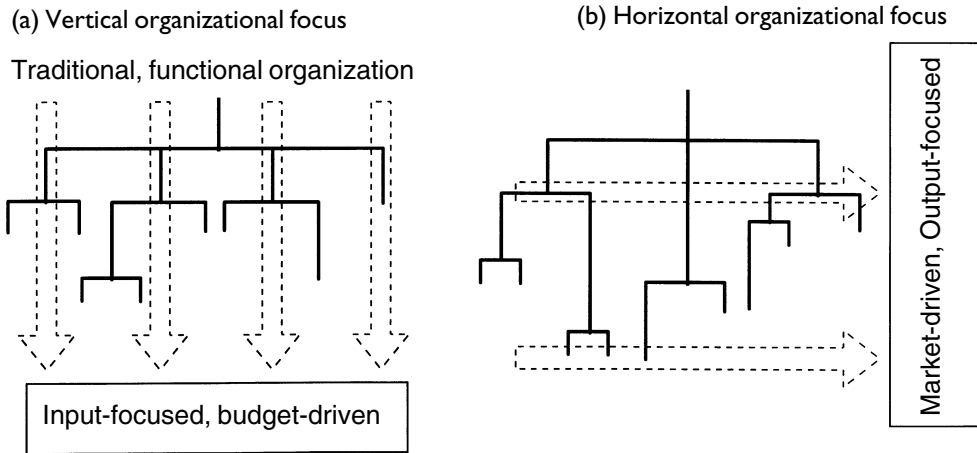 (a) Vertical organizational focus
Traditional, functional organization
Input-focused, budget-driven
(b) Horizontal organizational focus
Market-driven, Output-focused